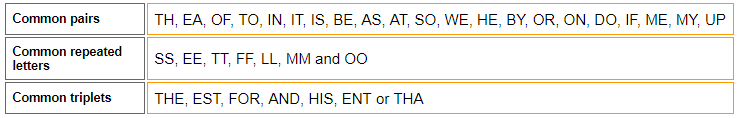 Common pairs
TH, EA, OF, TO, IN, IT, IS, BE, AS, AT, SO, WE, HE, BY, OR, ON, DO, IF, ME, MY, UP
Common repeated
letters
SS, EE, TT, FF, LL, MM and OO
Common triplets
THE, EST, FOR, AND, HIS, ENT or THA